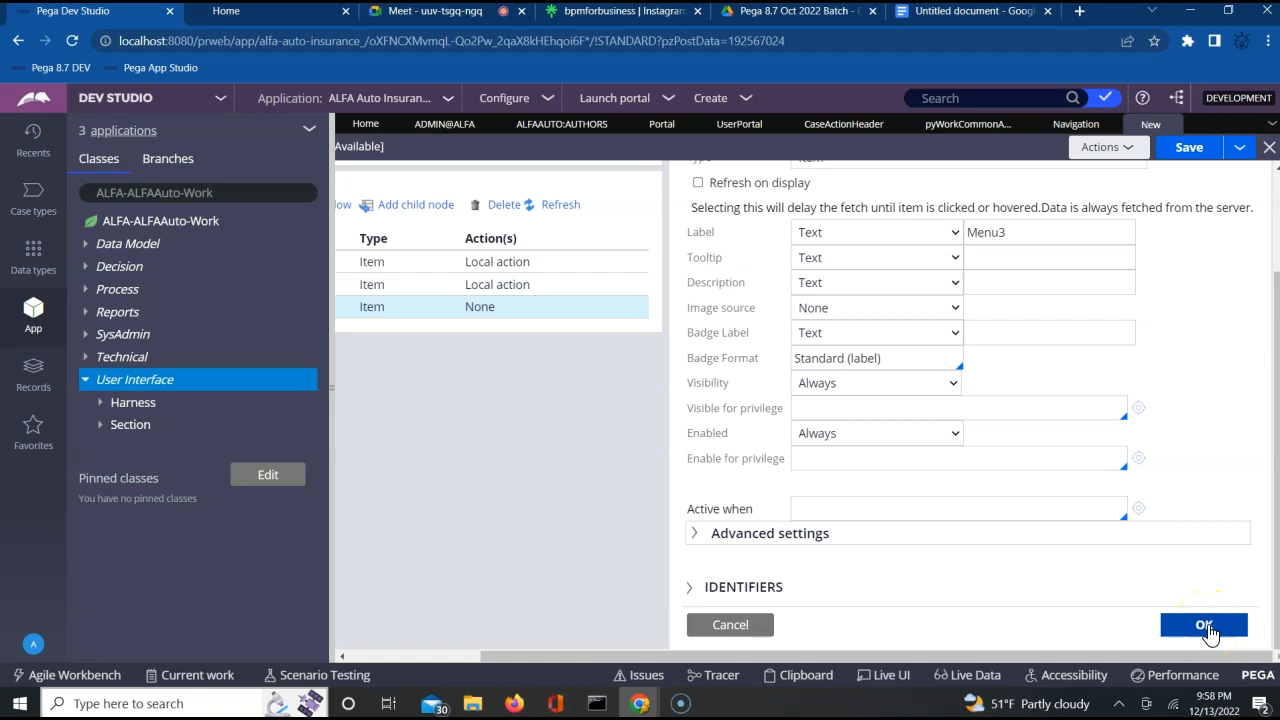 Pega Dev Studio
Home
Meet - uuv-tsgq-ngq
bpmforbusiness | Instagram
Pega 8.7 Oct 2022 Batch -
Untitled document - Googl
localhost:8080/prweb/app/alfa-auto-insurance_/oXFNCXMvmqL-Qo2Pw_2qaX8kHEhqoi6F*/!STANDARD?pzPostData=192567024
Pega 8.7 DEV
Pega App Studio
DEV STUDIO
Application: ALFA Auto Insuran...
Configure
Launch portal
Create
Search
DEVELOPMENT
Recents
Case types
Data types
App
Records
Favorites
A
3 applications
Classes
Branches
ALFA-ALFAAuto-Work
ALFA-ALFAAuto-Work
Data Model
Decision
Process
Reports
SysAdmin
Technical
User Interface
Harness
Section
Pinned classes
Edit
You have no pinned classes
Home
ADMIN@ALFA
ALFAAUTO:AUTHORS
Portal
UserPortal
CaseActionHeader
pyWorkCommonA...
Navigation
New
Available]
Actions
Save
low
Add child node
Delete
Refresh
Type Action(s)
Item Local action
Item Local action
Item None
Type Item
Refresh on display
Selecting this will delay the fetch until item is clicked or hovered.Data is always fetched from the server.
Label Text Menu3
Tooltip Text
Description Text
Image source None
Badge Label Text
Badge Format Standard (label)
Visibility Always
Visible for privilege
Enabled Always
Enable for privilege
Active when
Advanced settings
IDENTIFIERS
Cancel
OK
Agile Workbench
Current work
Scenario Testing
Issues
Tracer
Clipboard
Live UI
Live Data
Accessibility
Performance
PEGA
Type here to search
30
51°F Partly cloudy
9:58 PM
12/13/2022
2